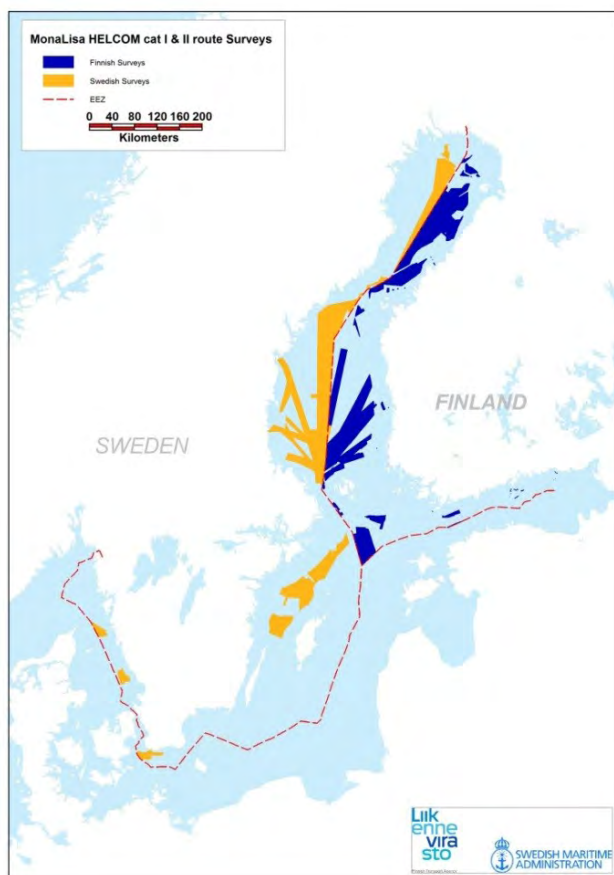 MonaLisa HELCOM cat I & II route Surveys
Finnish Surveys
Swedish Surveys
EEZ
0 40 80 120 160 200
Kilometers
SWEDEN
FINLAND
Liik
enne
vira
sto
SWEDISH MARITIME
ADMINISTRATION